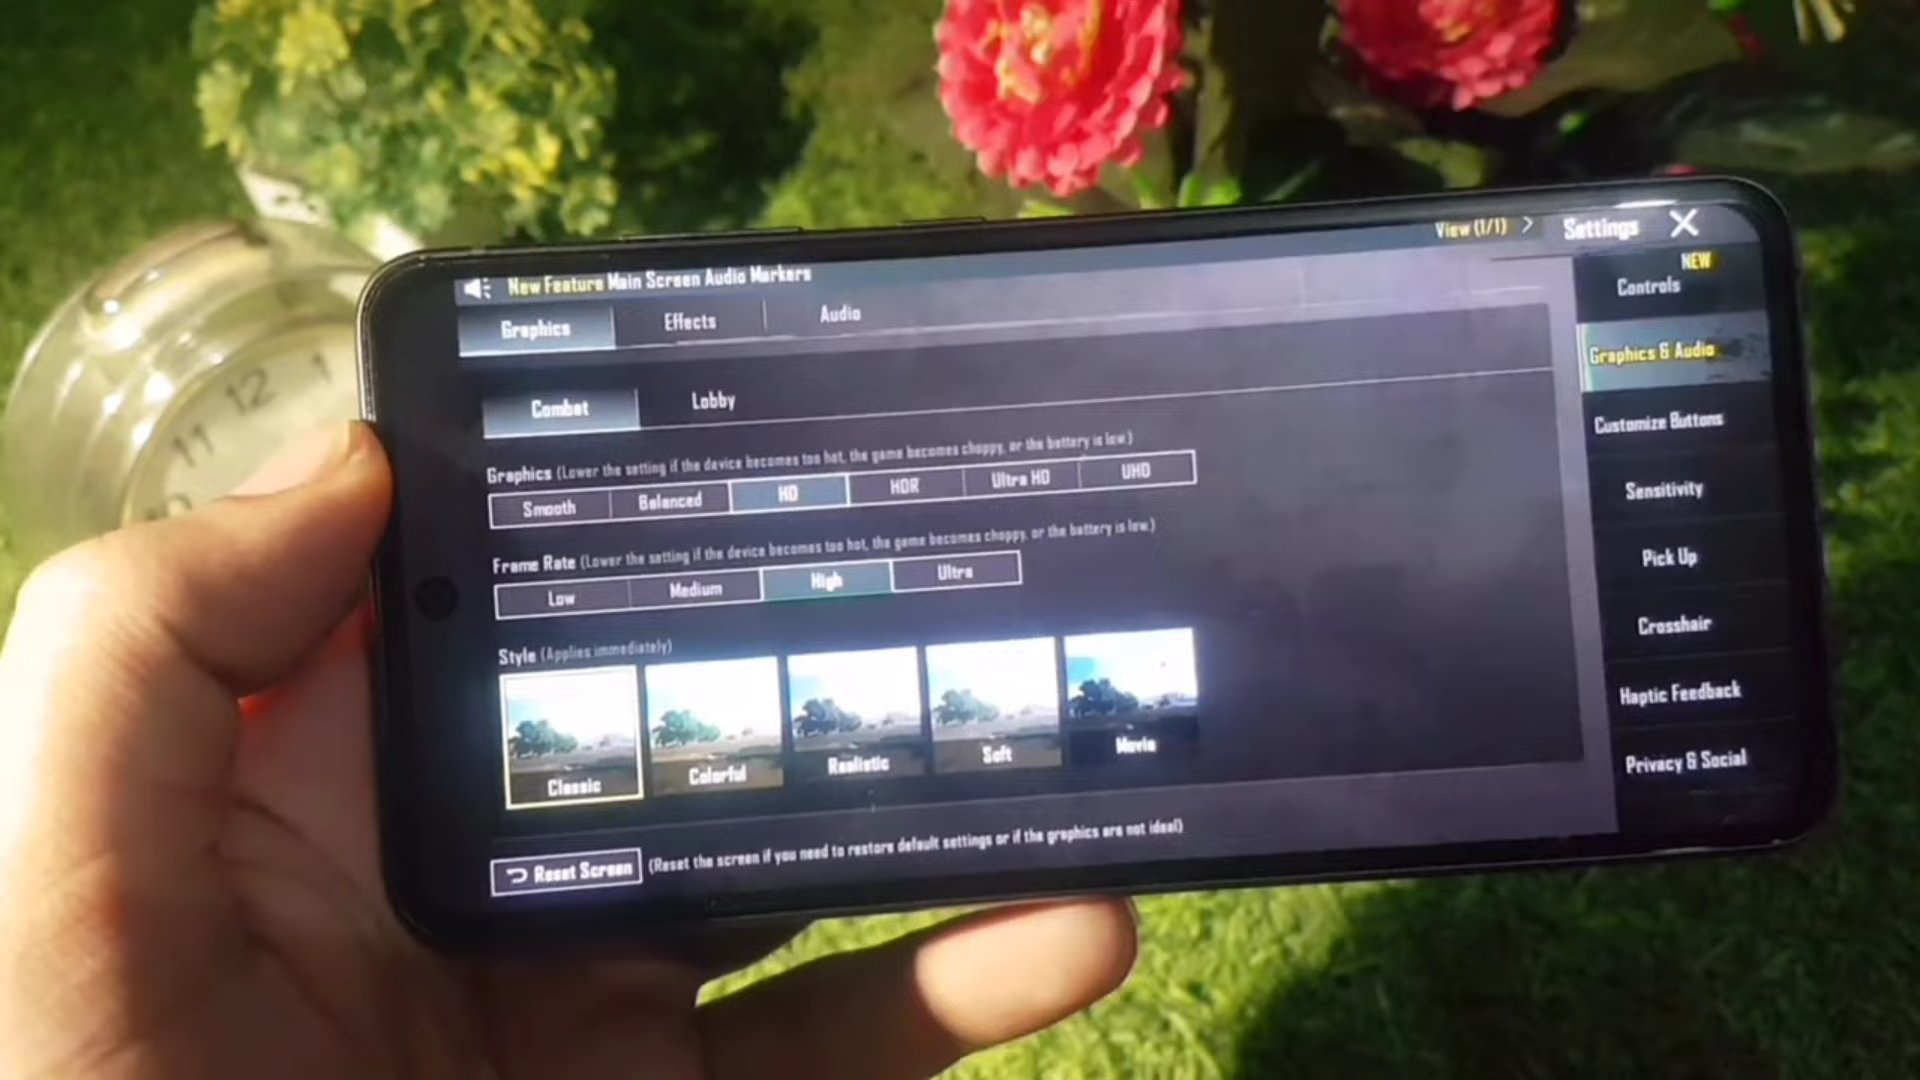 View (1/1) > Settings X
New Feature Main Screen Audio Markers
Graphics Effects Audio
Combat Lobby
Graphics (Lower the setting if the device becomes too hot, the game becomes choppy, or the battery is low.)
Smooth Balanced HD HDR Ultra HD UHD
Frame Rate (Lower the setting if the device becomes too hot, the game becomes choppy, or the battery is low.)
Low Medium High Ultra
Style (Applies immediately)
Classic Colorful Realistic Soft Movie
Reset Screen (Reset the screen if you need to restore default settings or if the graphics are not ideal)
NEW
Controls
Graphics & Audio
Customize Buttons
Sensitivity
Pick Up
Crosshair
Haptic Feedback
Privacy & Social
12
1
11